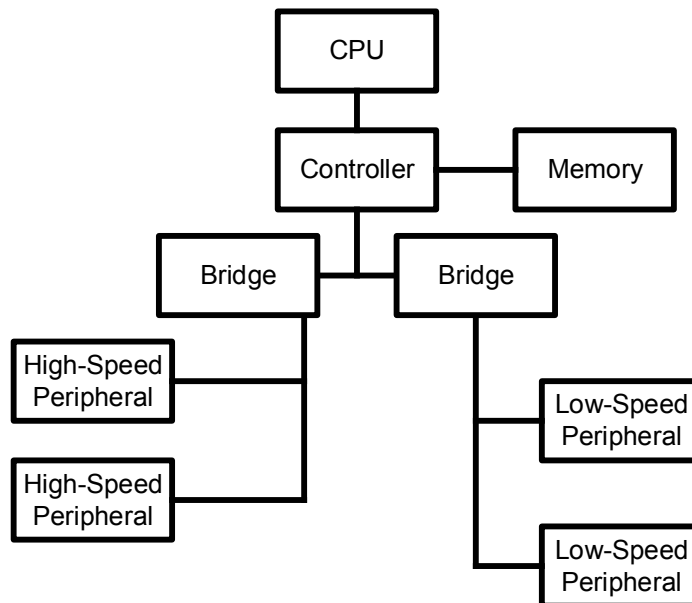 CPU
Controller
Memory
Bridge
Bridge
High-Speed
Peripheral
High-Speed
Peripheral
Low-Speed
Peripheral
Low-Speed
Peripheral